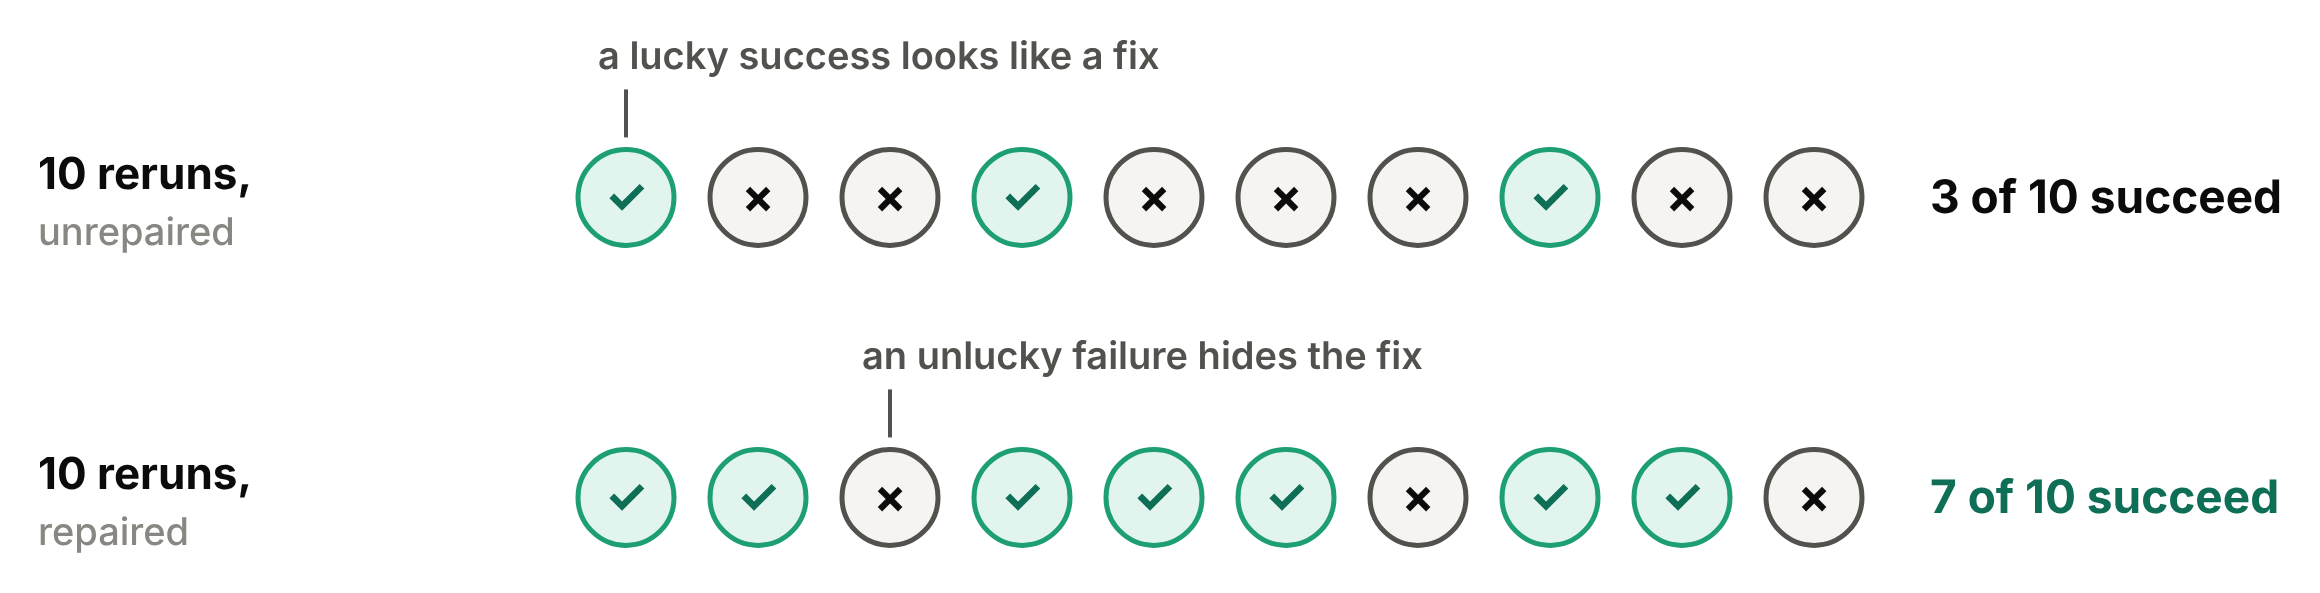 a lucky success looks like a fix
10 reruns,
unrepaired
3 of 10 succeed
an unlucky failure hides the fix
10 reruns,
repaired
7 of 10 succeed